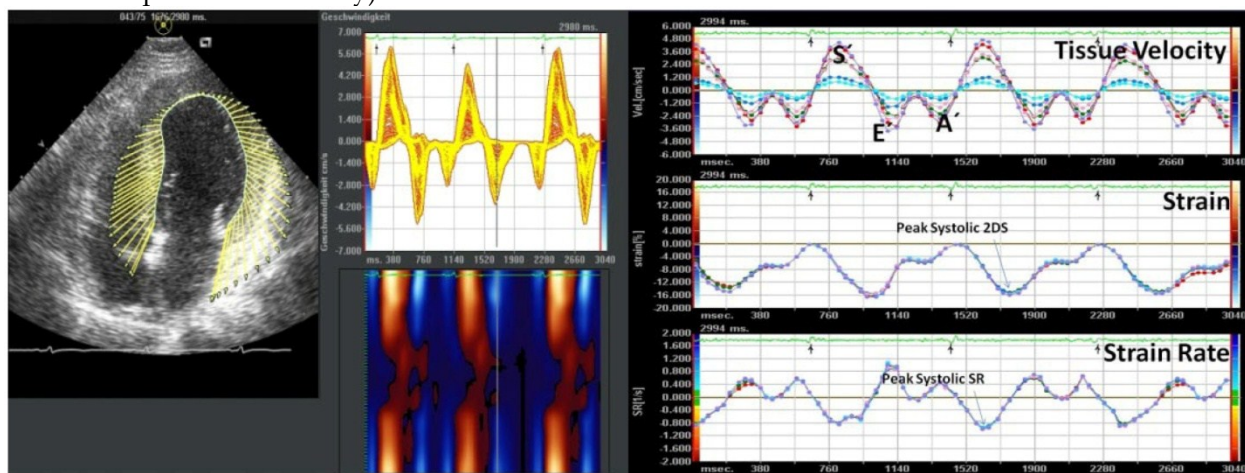 043/75 1676/2980 ms.
Geschwindigkeit
2980 ms.
7.000
5.600
4.200
2.800
1.400
0.000
-1.400
-2.800
-4.200
-5.600
-7.000
Geschwindigkeit cm/s
ms. 380 760 1140 1520 1900 2280 2660 3040
2994 ms.
Tissue Velocity
6.000
4.800
3.600
2.400
1.200
0.000
-1.200
-2.400
-3.600
-4.800
-6.000
Vel.[cm/sec]
S´
E´
A´
msec. 380 760 1140 1520 1900 2280 2660 3040
2994 ms.
Strain
20.000
16.000
12.000
8.000
4.000
0.000
-4.000
-8.000
-12.000
-16.000
-20.000
strain[%]
Peak Systolic 2DS
msec. 380 760 1140 1520 1900 2280 2660 3040
2994 ms.
Strain Rate
2.000
1.600
1.200
0.800
0.400
0.000
-0.400
-0.800
-1.200
-1.600
-2.000
SR[1/s]
Peak Systolic SR
msec. 380 760 1140 1520 1900 2280 2660 3040